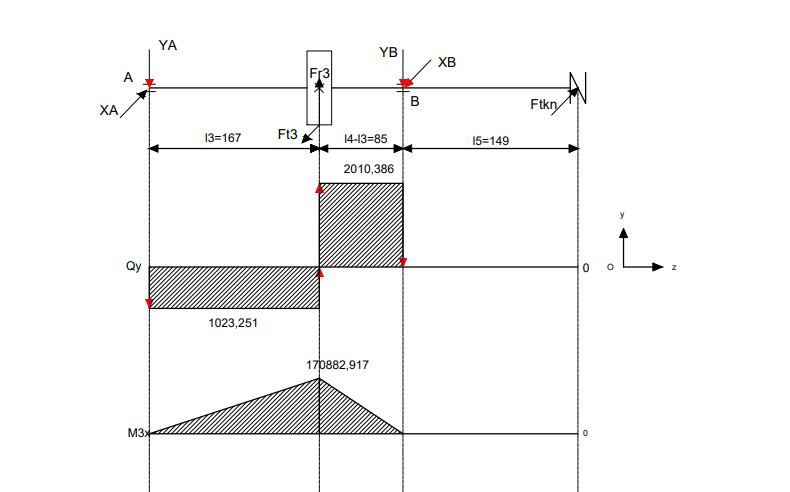 YA
YB
A
Fr3
XB
XA
B
Ftkn
Ft3
l3=167
l4-l3=85
l5=149
2010,386
y
Qy
0
O
z
1023,251
170882,917
M3x
0